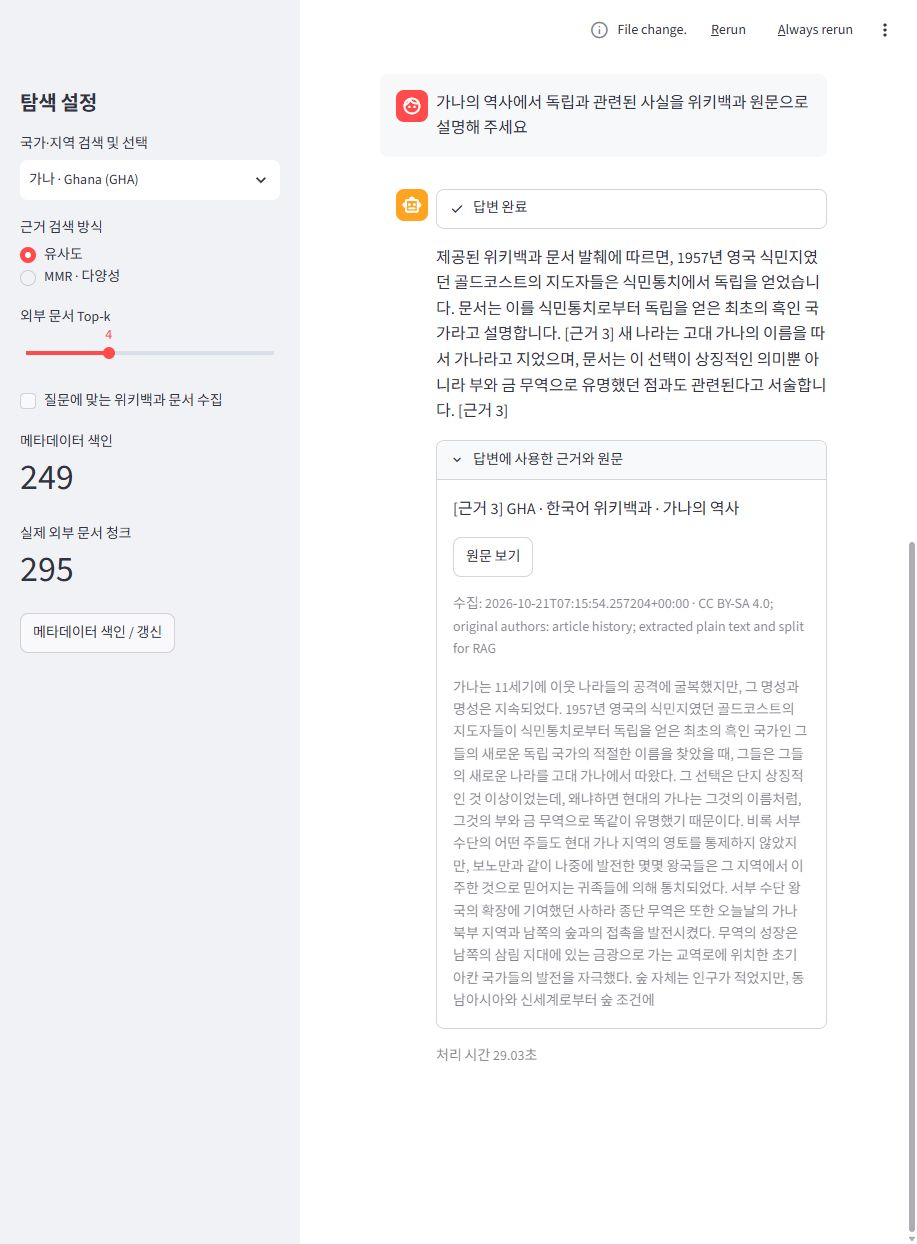 File change.
Rerun
Always rerun
탐색 설정
국가·지역 검색 및 선택
가나 · Ghana (GHA)
근거 검색 방식
유사도
MMR · 다양성
외부 문서 Top-k
4
질문에 맞는 위키백과 문서 수집
메타데이터 색인
249
실제 외부 문서 청크
295
메타데이터 색인 / 갱신
가나의 역사에서 독립과 관련된 사실을 위키백과 원문으로
설명해 주세요
답변 완료
제공된 위키백과 문서 발췌에 따르면, 1957년 영국 식민지였
던 골드코스트의 지도자들은 식민통치에서 독립을 얻었습니
다. 문서는 이를 식민통치로부터 독립을 얻은 최초의 흑인 국
가라고 설명합니다. [근거 3] 새 나라는 고대 가나의 이름을 따
서 가나라고 지었으며, 문서는 이 선택이 상징적인 의미뿐 아
니라 부와 금 무역으로 유명했던 점과도 관련된다고 서술합니
다. [근거 3]
답변에 사용한 근거와 원문
[근거 3] GHA · 한국어 위키백과 · 가나의 역사
원문 보기
수집: 2026-10-21T07:15:54.257204+00:00 · CC BY-SA 4.0;
original authors: article history; extracted plain text and split
for RAG
가나는 11세기에 이웃 나라들의 공격에 굴복했지만, 그 명성과
명성은 지속되었다. 1957년 영국의 식민지였던 골드코스트의
지도자들이 식민통치로부터 독립을 얻은 최초의 흑인 국가인 그
들의 새로운 독립 국가의 적절한 이름을 찾았을 때, 그들은 그들
의 새로운 나라를 고대 가나에서 따왔다. 그 선택은 단지 상징적
인 것 이상이었는데, 왜냐하면 현대의 가나는 그것의 이름처럼,
그것의 부와 금 무역으로 똑같이 유명했기 때문이다. 비록 서부
수단의 어떤 주들도 현대 가나 지역의 영토를 통제하지 않았지
만, 보노만과 같이 나중에 발전한 몇몇 왕국들은 그 지역에서 이
주한 것으로 믿어지는 귀족들에 의해 통치되었다. 서부 수단 왕
국의 확장에 기여했던 사하라 종단 무역은 또한 오늘날의 가나
북부 지역과 남쪽의 숲과의 접촉을 발전시켰다. 무역의 성장은
남쪽의 삼림 지대에 있는 금광으로 가는 교역로에 위치한 초기
아칸 국가들의 발전을 자극했다. 숲 자체는 인구가 적었지만, 동
남아시아와 신세계로부터 숲 조건에
처리 시간 29.03초